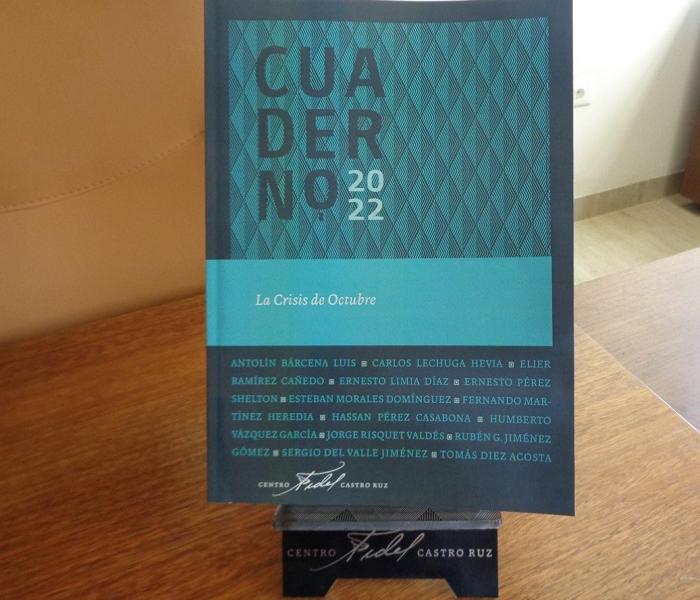 CUA
DER
NO 20
22
La Crisis de Octubre
ANTOLÍN BÁRCENA LUIS ▪ CARLOS LECHUGA HEVIA ▪ ELIER
RAMÍREZ CAÑEDO ▪ ERNESTO LIMIA DÍAZ ▪ ERNESTO PÉREZ
SHELTON ▪ ESTEBAN MORALES DOMÍNGUEZ ▪ FERNANDO MAR-
TÍNEZ HEREDIA ▪ HASSAN PÉREZ CASABONA ▪ HUMBERTO
VÁZQUEZ GARCÍA ▪ JORGE RISQUET VALDÉS ▪ RUBÉN G. JIMÉNEZ
GÓMEZ ▪ SERGIO DEL VALLE JIMÉNEZ ▪ TOMÁS DIEZ ACOSTA
CENTRO Fidel CASTRO RUZ
CENTRO Fidel CASTRO RUZ